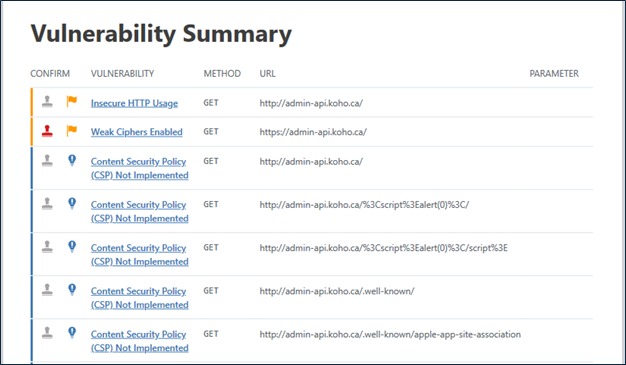 Vulnerability Summary
CONFIRM VULNERABILITY METHOD URL PARAMETER
Insecure HTTP Usage GET http://admin-api.koho.ca/
Weak Ciphers Enabled GET https://admin-api.koho.ca/
Content Security Policy GET http://admin-api.koho.ca/
(CSP) Not Implemented
Content Security Policy GET http://admin-api.koho.ca/%3Cscript%3Ealert(0)%3C/
(CSP) Not Implemented
Content Security Policy GET http://admin-api.koho.ca/%3Cscript%3Ealert(0)%3C/script%3E
(CSP) Not Implemented
Content Security Policy GET http://admin-api.koho.ca/.well-known/
(CSP) Not Implemented
Content Security Policy GET http://admin-api.koho.ca/.well-known/apple-app-site-association
(CSP) Not Implemented